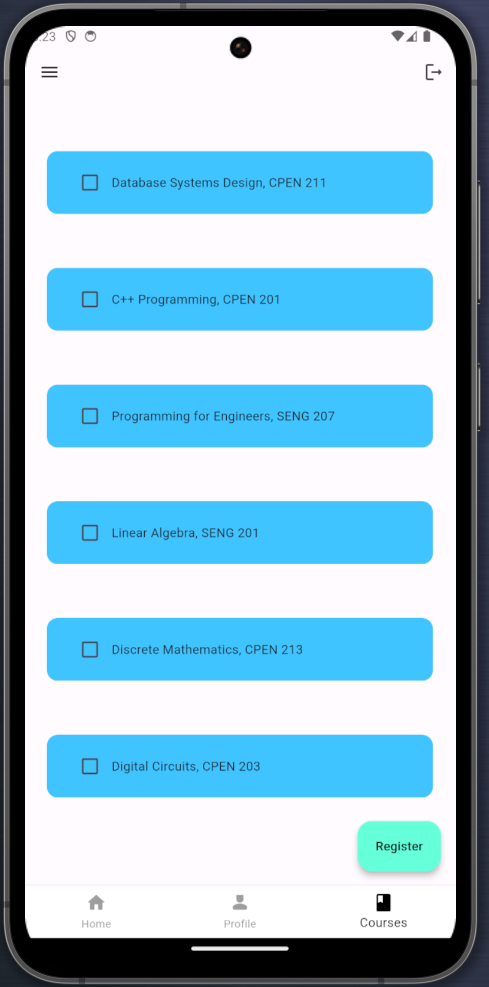 :23
Database Systems Design, CPEN 211
C++ Programming, CPEN 201
Programming for Engineers, SENG 207
Linear Algebra, SENG 201
Discrete Mathematics, CPEN 213
Digital Circuits, CPEN 203
Register
Home
Profile
Courses